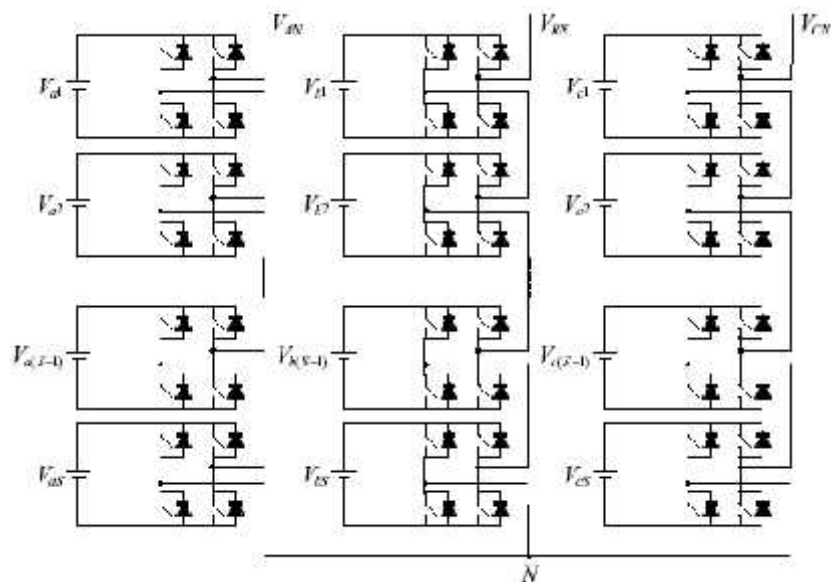 V_AN V_BN V_CN
V_a1 V_b1 V_c1
V_a2 V_b2 V_c2
V_a(S-1) V_b(S-1) V_c(S-1)
V_aS V_bS V_cS
N